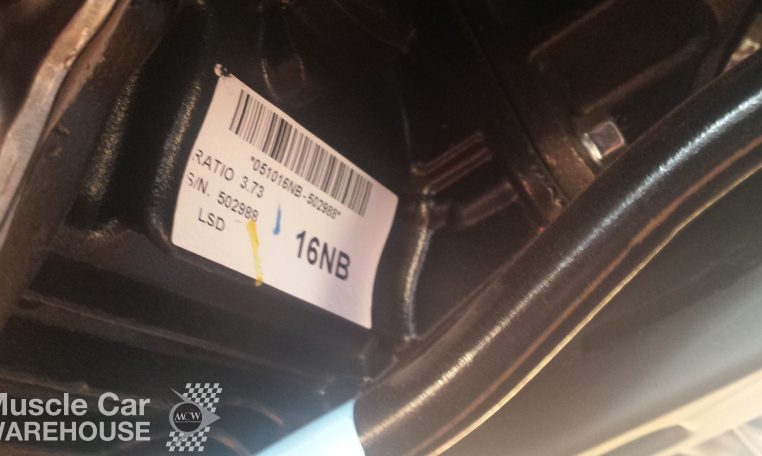 *051016NB-502988*
RATIO 3.73
S/N. 502988
LSD
16NB
Muscle Car
WAREHOUSE
MCW